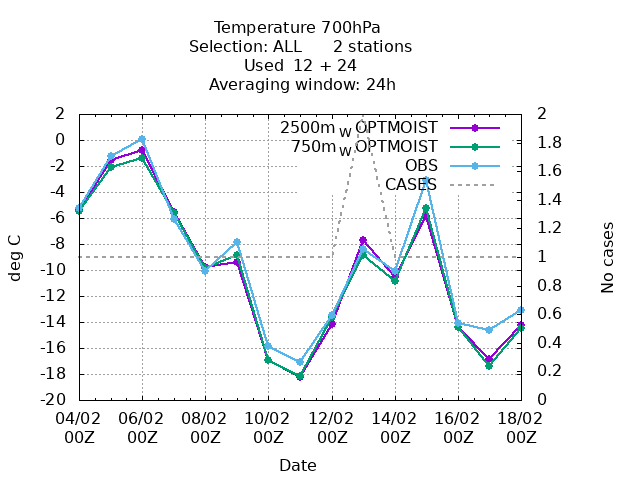 Temperature 700hPa
Selection: ALL 2 stations
Used 12 + 24
Averaging window: 24h
2 2
0 1.8
-2 1.6
-4 1.4
-6 1.2
-8 1
-10 0.8
-12 0.6
-14 0.4
-16 0.2
-18 0
-20
deg C
No cases
2500m WOPTMOIST
750m WOPTMOIST
OBS
CASES
04/02 06/02 08/02 10/02 12/02 14/02 16/02 18/02
00Z 00Z 00Z 00Z 00Z 00Z 00Z 00Z
Date